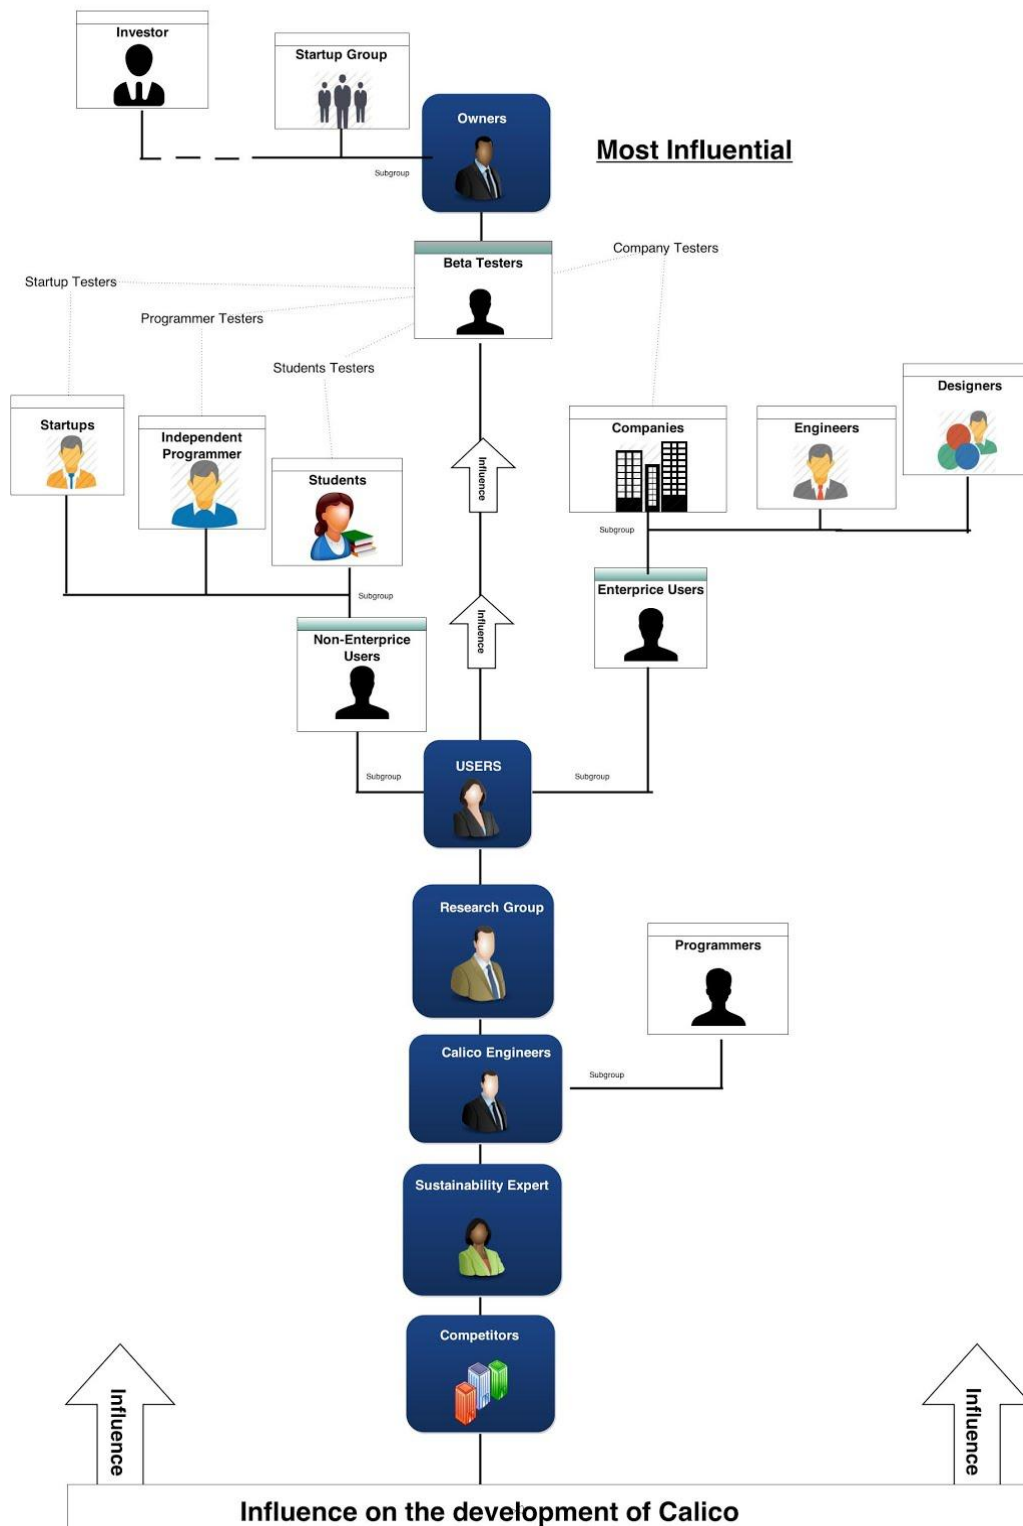 Investor
Startup Group
Owners
Most Influential
Subgroup
Company Testers
Beta Testers
Startup Testers
Programmer Testers
Students Testers
Designers
Startups
Independent
Programmer
Companies
Engineers
Students
Influence
Subgroup
Subgroup
Enterprice Users
Influence
Non-Enterprice
Users
USERS
Subgroup
Subgroup
Research Group
Programmers
Calico Engineers
Subgroup
Sustainability Expert
Competitors
Influence
Influence
Influence on the development of Calico